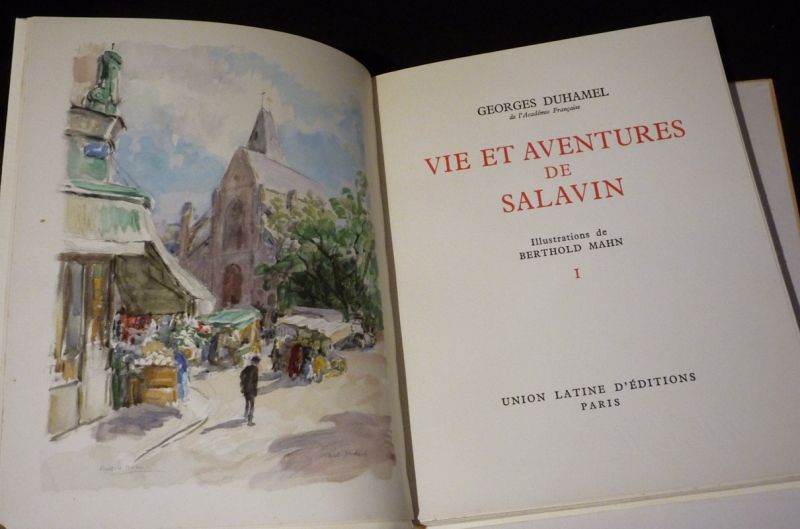 GEORGES DUHAMEL
de l'Académie Française
VIE ET AVENTURES
DE
SALAVIN
Illustrations de
BERTHOLD MAHN
I
UNION LATINE D'ÉDITIONS
PARIS